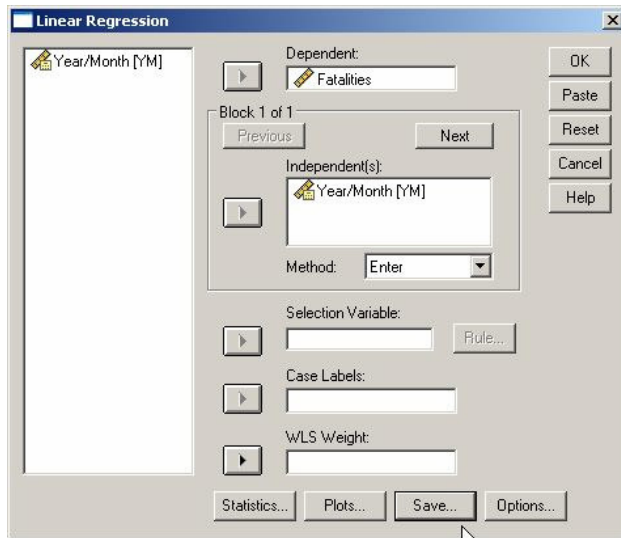 Linear Regression
Year/Month [YM]
Dependent:
Fatalities
OK
Paste
Reset
Cancel
Help
Block 1 of 1
Previous
Next
Independent(s):
Year/Month [YM]
Method:
Enter
Selection Variable:
Rule...
Case Labels:
WLS Weight:
Statistics...
Plots...
Save...
Options...